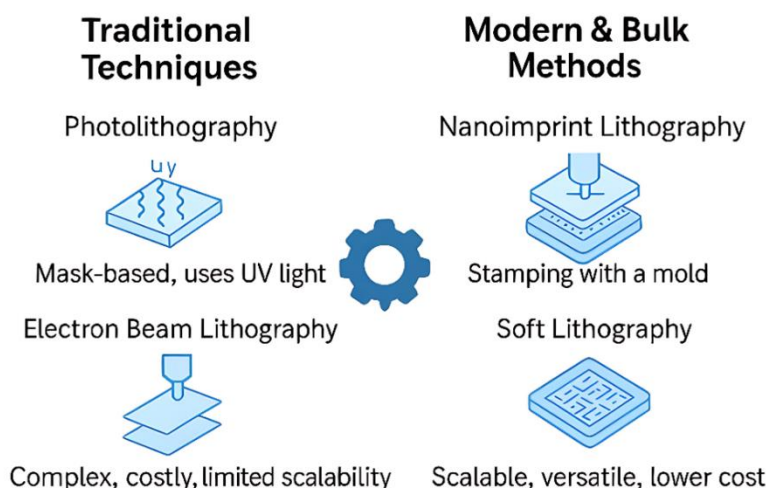 Traditional
Techniques
Photolithography
uy
Mask-based, uses UV light
Electron Beam Lithography
Complex, costly, limited scalability
Modern & Bulk
Methods
Nanoimprint Lithography
Stamping with a mold
Soft Lithography
Scalable, versatile, lower cost